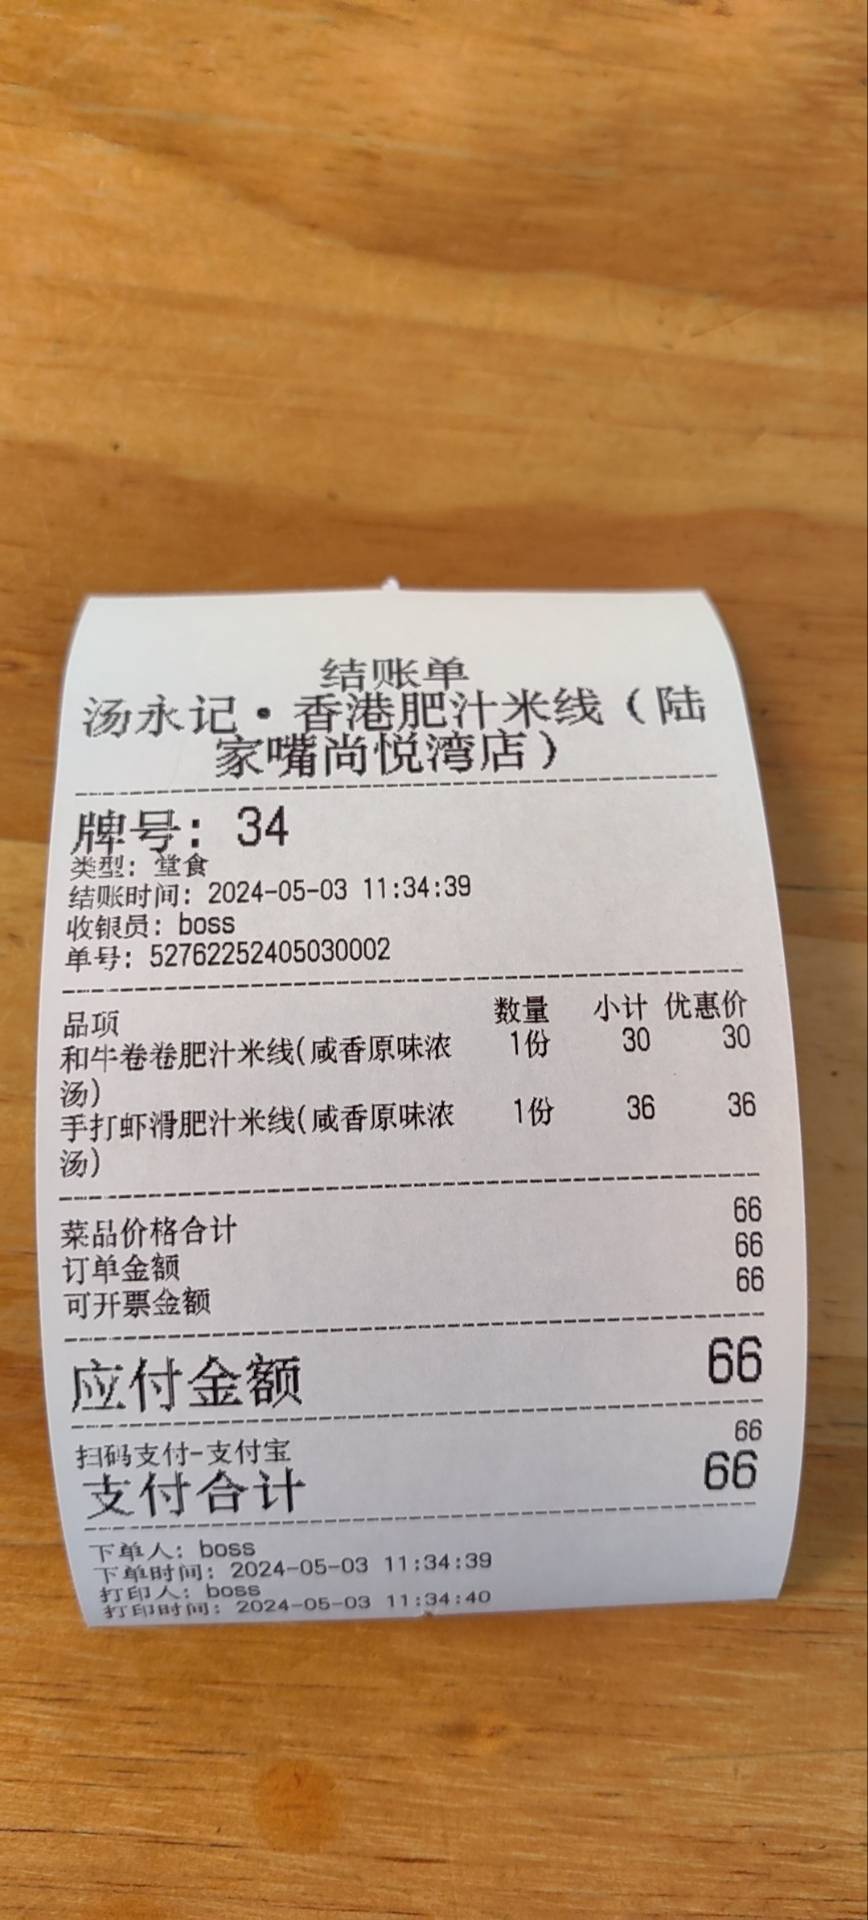 结账单
汤永记·香港肥汁米线（陆
家嘴尚悦湾店）
牌号：34
类型：堂食
结账时间：2024-05-03 11:34:39
收银员：boss
单号：52762252405030002
品项 数量 小计 优惠价
和牛卷卷肥汁米线(咸香原味浓 1份 30 30
汤)
手打虾滑肥汁米线(咸香原味浓 1份 36 36
汤)
菜品价格合计 66
订单金额 66
可开票金额 66
应付金额 66
扫码支付-支付宝 66
支付合计 66
下单人：boss
下单时间：2024-05-03 11:34:39
打印人：boss
打印时间：2024-05-03 11:34:40